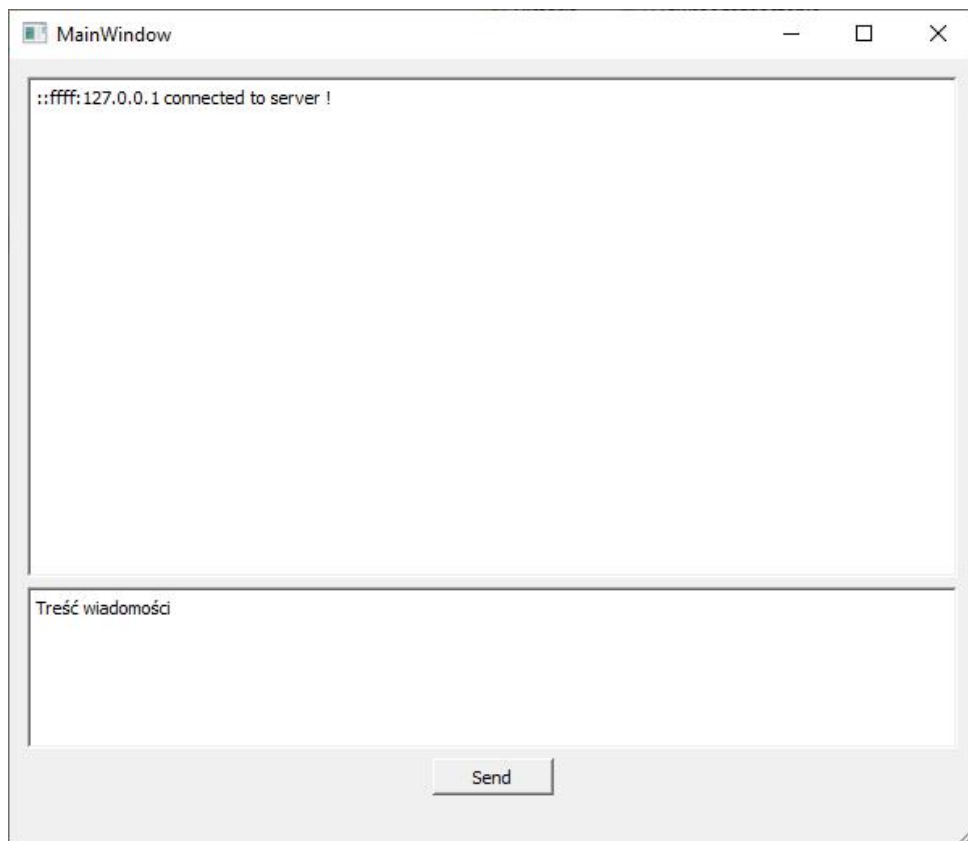 MainWindow
::ffff:127.0.0.1 connected to server !
Treść wiadomości
Send